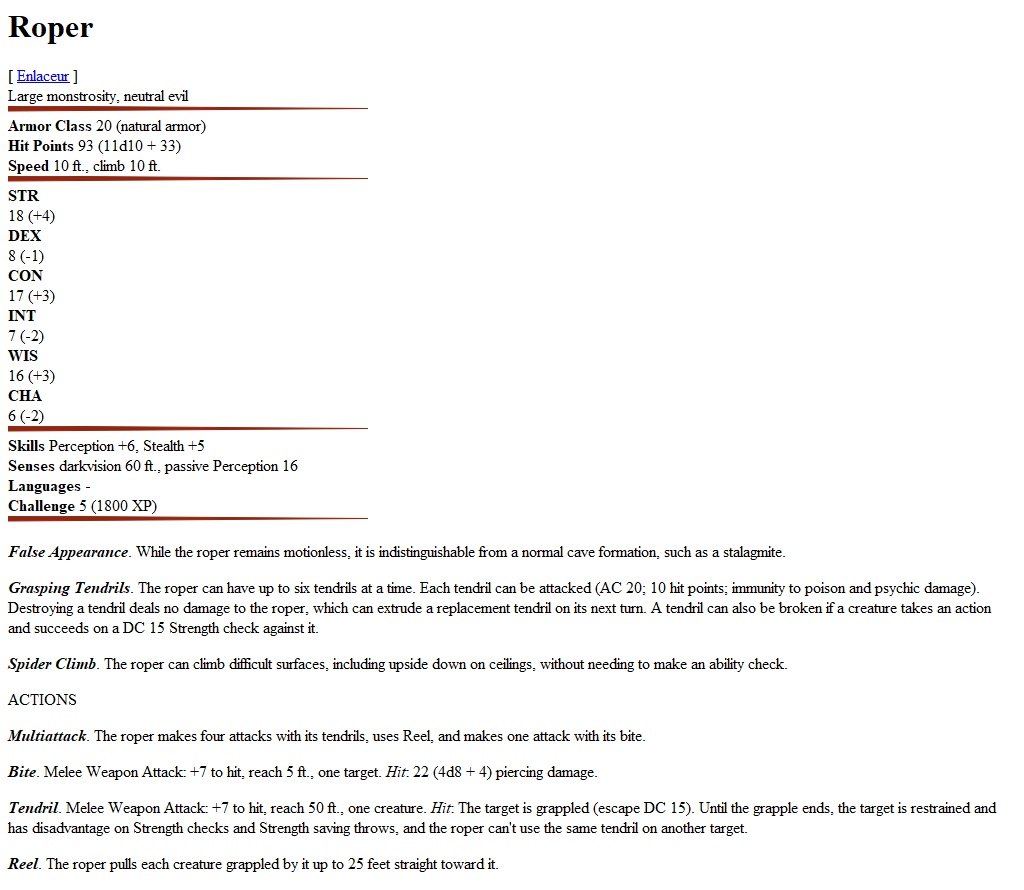 Roper
[ Enlaceur ]
Large monstrosity, neutral evil
Armor Class 20 (natural armor)
Hit Points 93 (11d10 + 33)
Speed 10 ft., climb 10 ft.
STR
18 (+4)
DEX
8 (-1)
CON
17 (+3)
INT
7 (-2)
WIS
16 (+3)
CHA
6 (-2)
Skills Perception +6, Stealth +5
Senses darkvision 60 ft., passive Perception 16
Languages -
Challenge 5 (1800 XP)
False Appearance. While the roper remains motionless, it is indistinguishable from a normal cave formation, such as a stalagmite.
Grasping Tendrils. The roper can have up to six tendrils at a time. Each tendril can be attacked (AC 20; 10 hit points; immunity to poison and psychic damage).
Destroying a tendril deals no damage to the roper, which can extrude a replacement tendril on its next turn. A tendril can also be broken if a creature takes an action
and succeeds on a DC 15 Strength check against it.
Spider Climb. The roper can climb difficult surfaces, including upside down on ceilings, without needing to make an ability check.
ACTIONS
Multiattack. The roper makes four attacks with its tendrils, uses Reel, and makes one attack with its bite.
Bite. Melee Weapon Attack: +7 to hit, reach 5 ft., one target. Hit: 22 (4d8 + 4) piercing damage.
Tendril. Melee Weapon Attack: +7 to hit, reach 50 ft., one creature. Hit: The target is grappled (escape DC 15). Until the grapple ends, the target is restrained and
has disadvantage on Strength checks and Strength saving throws, and the roper can't use the same tendril on another target.
Reel. The roper pulls each creature grappled by it up to 25 feet straight toward it.